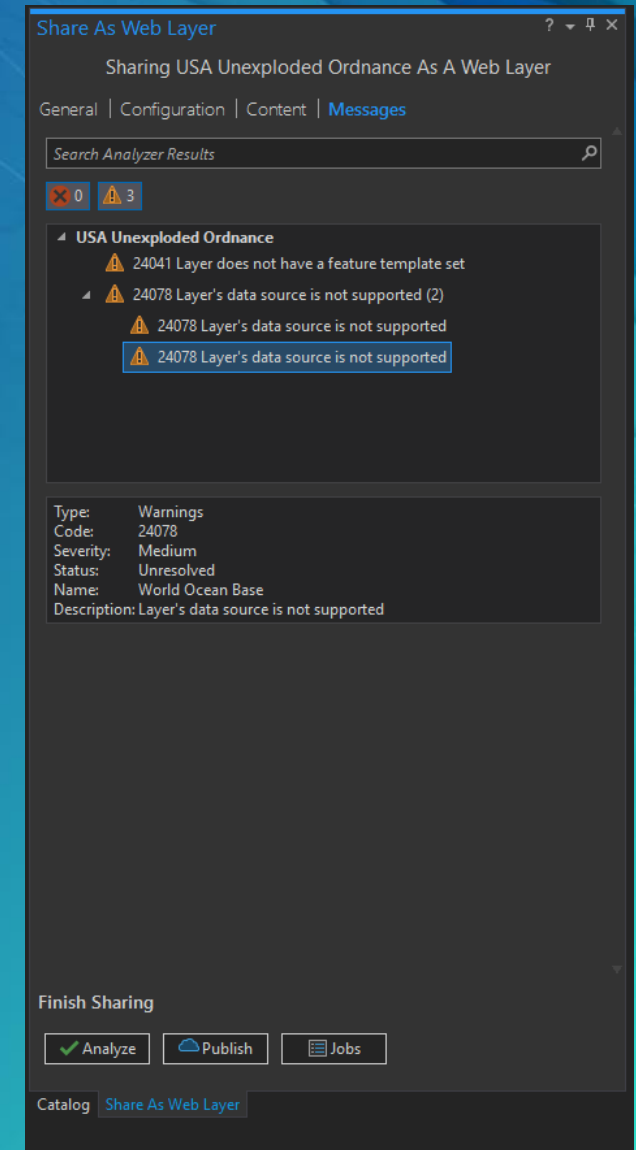 Share As Web Layer
Sharing USA Unexploded Ordnance As A Web Layer
General | Configuration | Content | Messages
Search Analyzer Results
0 3
USA Unexploded Ordnance
24041 Layer does not have a feature template set
24078 Layer's data source is not supported (2)
24078 Layer's data source is not supported
24078 Layer's data source is not supported
Type: Warnings
Code: 24078
Severity: Medium
Status: Unresolved
Name: World Ocean Base
Description: Layer's data source is not supported
Finish Sharing
Analyze Publish Jobs
Catalog Share As Web Layer